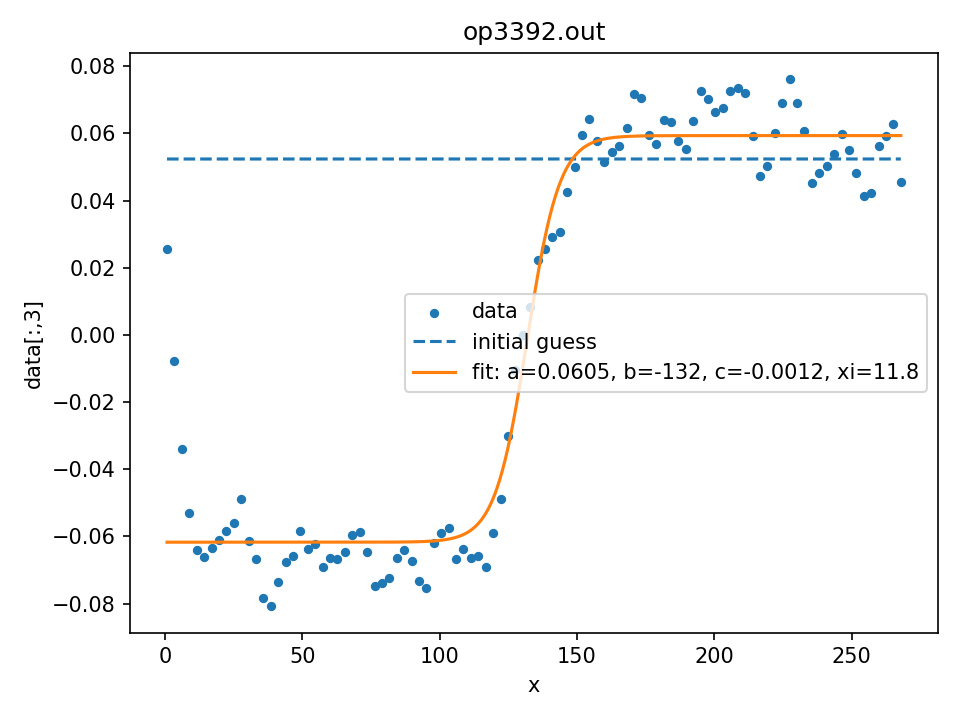 op3392.out
0.08
0.06
0.04
0.02
0.00
−0.02
−0.04
−0.06
−0.08
data[:,3]
data
initial guess
fit: a=0.0605, b=-132, c=-0.0012, xi=11.8
0 50 100 150 200 250
x